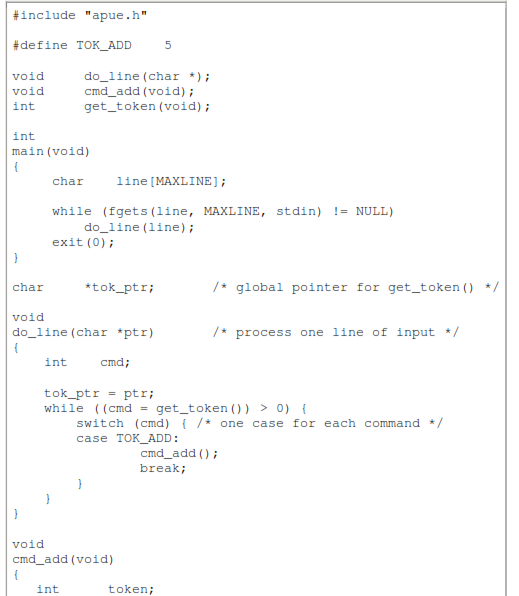 #include "apue.h"
#define TOK_ADD    5
void     do_line(char *);
void     cmd_add(void);
int      get_token(void);
int
main(void)
{
     char    line[MAXLINE];
     while (fgets(line, MAXLINE, stdin) != NULL)
         do_line(line);
     exit(0);
}
char     *tok_ptr;       /* global pointer for get_token() */
void
do_line(char *ptr)       /* process one line of input */
{
    int    cmd;
    tok_ptr = ptr;
    while ((cmd = get_token()) > 0) {
        switch (cmd) { /* one case for each command */
        case TOK_ADD:
                cmd_add();
                break;
        }
    }
}
void
cmd_add(void)
{
   int      token;